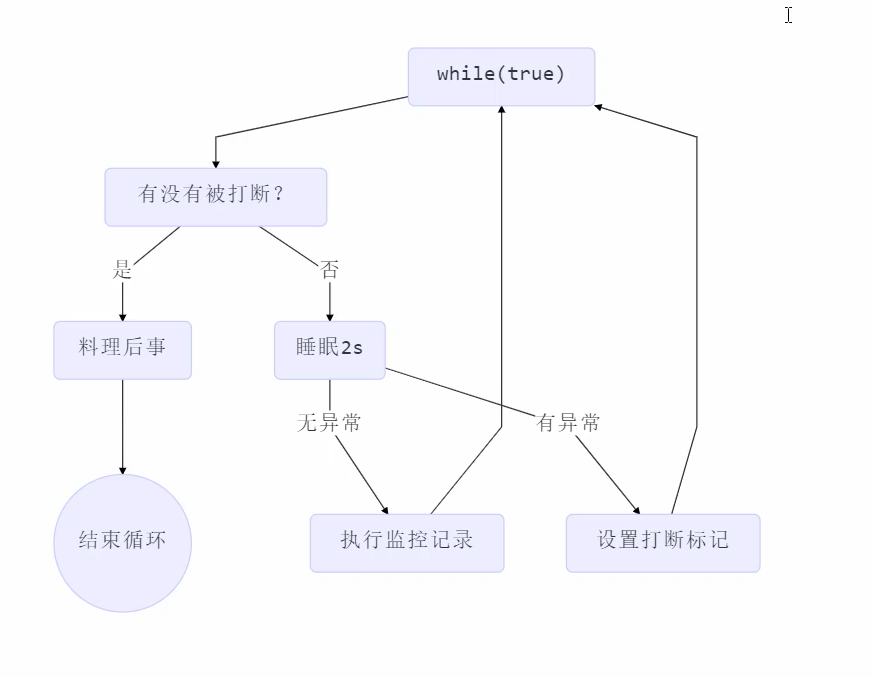 while(true)
有没有被打断？
是
否
料理后事
睡眠2s
无异常
有异常
结束循环
执行监控记录
设置打断标记